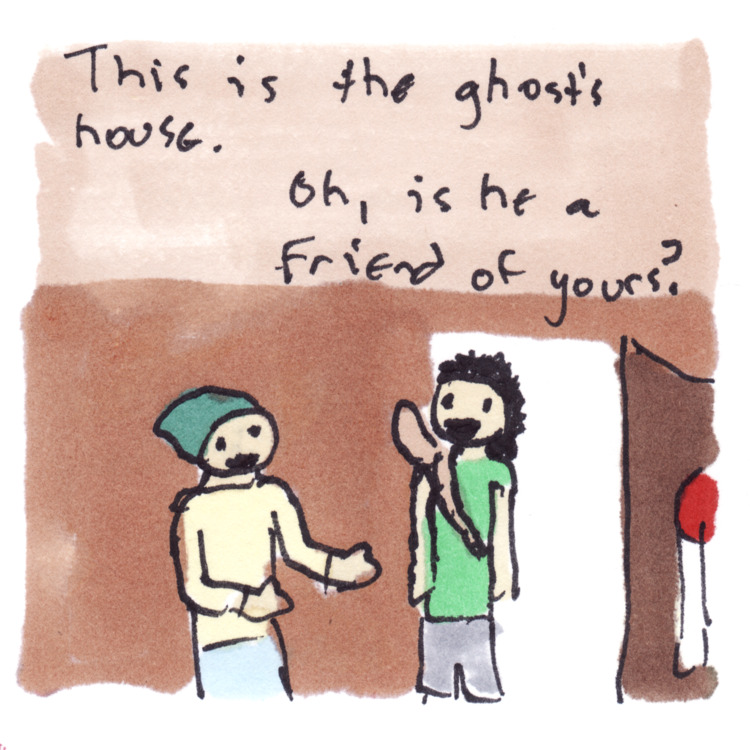 This is the ghost's
house.
Oh, is he a
friend of yours?